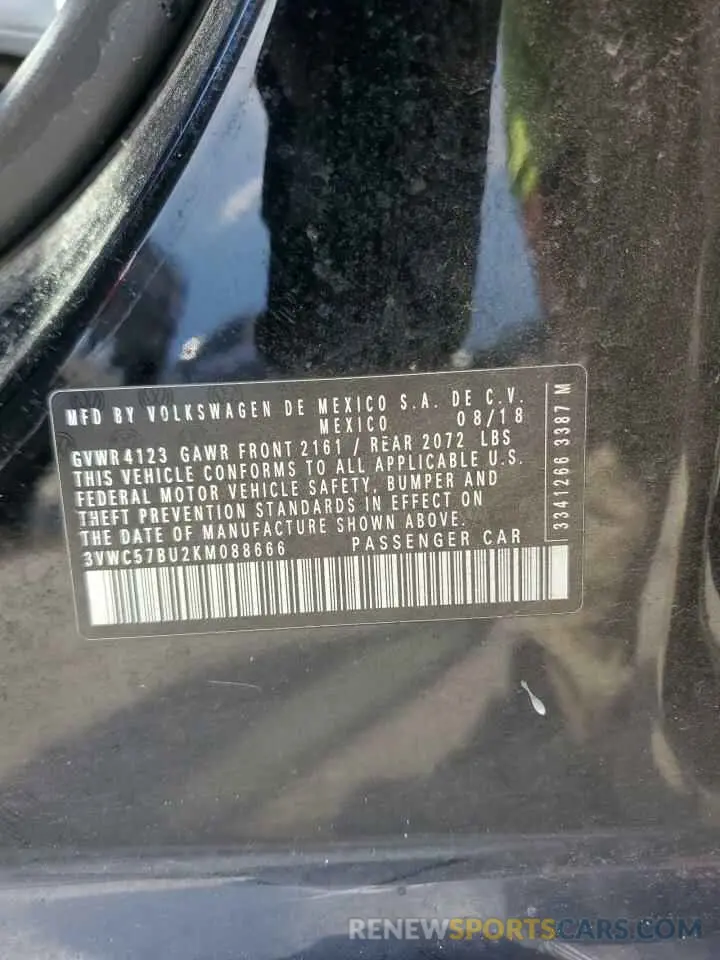 MFD BY VOLKSWAGEN DE MEXICO S.A. DE C.V.
MEXICO 08/18
GVWR 4123 GAWR FRONT 2161 / REAR 2072 LBS
THIS VEHICLE CONFORMS TO ALL APPLICABLE U.S.
FEDERAL MOTOR VEHICLE SAFETY, BUMPER AND
THEFT PREVENTION STANDARDS IN EFFECT ON
THE DATE OF MANUFACTURE SHOWN ABOVE.
3VWC57BU2KM088666 PASSENGER CAR
3341266 3387 M
RENEWSPORTSCARS.COM